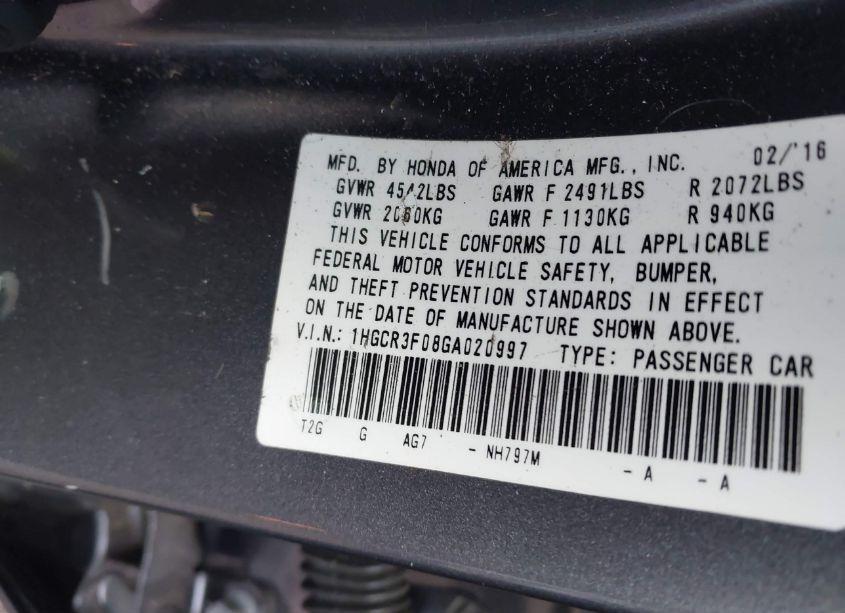 MFD. BY HONDA OF AMERICA MFG., INC. 02/'16
GVWR 4542LBS GAWR F 2491LBS R 2072LBS
GVWR 2060KG GAWR F 1130KG R 940KG
THIS VEHICLE CONFORMS TO ALL APPLICABLE
FEDERAL MOTOR VEHICLE SAFETY, BUMPER,
AND THEFT PREVENTION STANDARDS IN EFFECT
ON THE DATE OF MANUFACTURE SHOWN ABOVE.
V.I.N.: 1HGCR3F08GA020997 TYPE: PASSENGER CAR
T2G G AG7 - NH797M - A - A